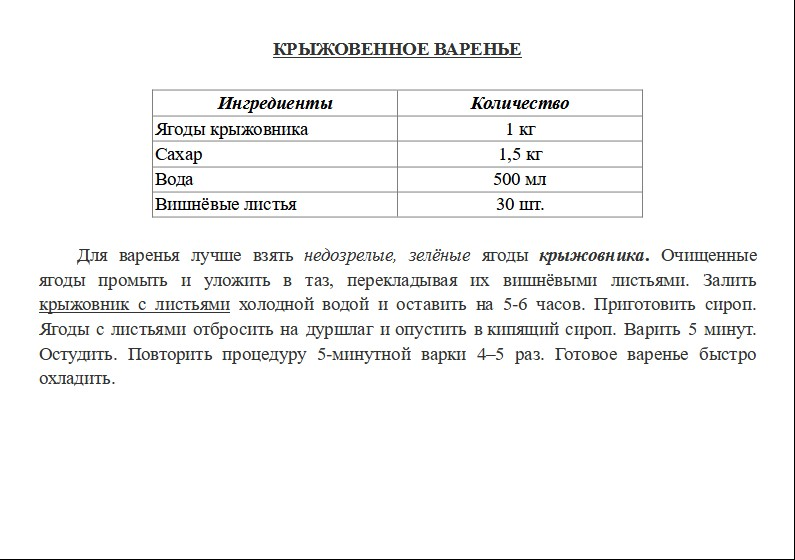 КРЫЖОВЕННОЕ ВАРЕНЬЕ
Ингредиенты Количество
Ягоды крыжовника 1 кг
Сахар 1,5 кг
Вода 500 мл
Вишнёвые листья 30 шт.
Для варенья лучше взять недозрелые, зелёные ягоды крыжовника. Очищенные
ягоды промыть и уложить в таз, перекладывая их вишнёвыми листьями. Залить
крыжовник с листьями холодной водой и оставить на 5-6 часов. Приготовить сироп.
Ягоды с листьями отбросить на дуршлаг и опустить в кипящий сироп. Варить 5 минут.
Остудить. Повторить процедуру 5-минутной варки 4–5 раз. Готовое варенье быстро
охладить.